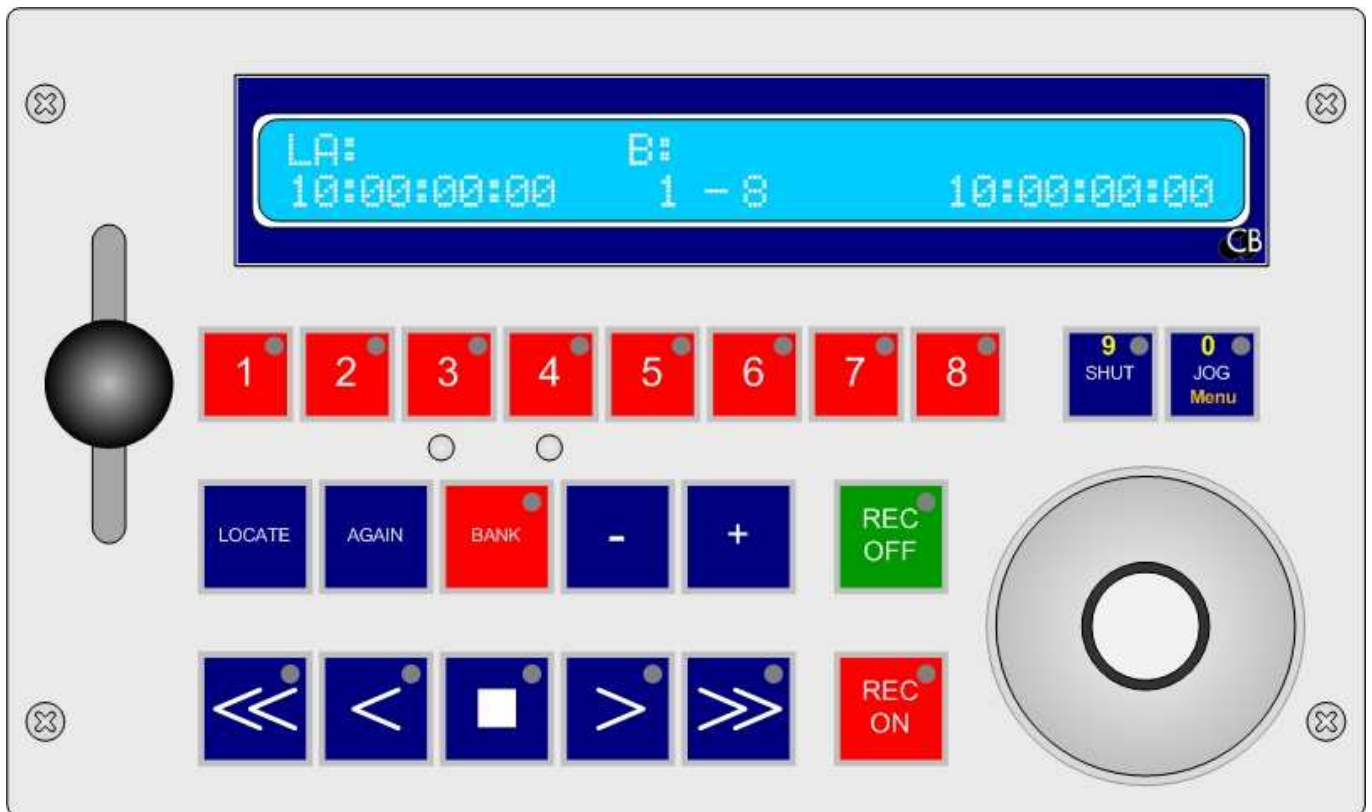 LA: B:
10:00:00:00 1 - 8 10:00:00:00
CB
1 2 3 4 5 6 7 8
9
SHUT
0
JOG
Menu
LOCATE AGAIN BANK - +
REC
OFF
<< < ■ > >>
REC
ON